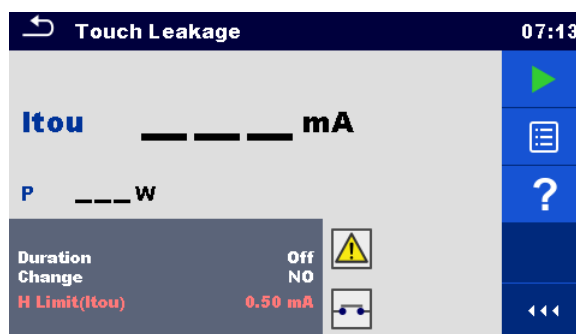 Touch Leakage 07:13
Itou ___ mA
P ___ W
?
Duration Off
Change NO
H Limit(Itou) 0.50 mA